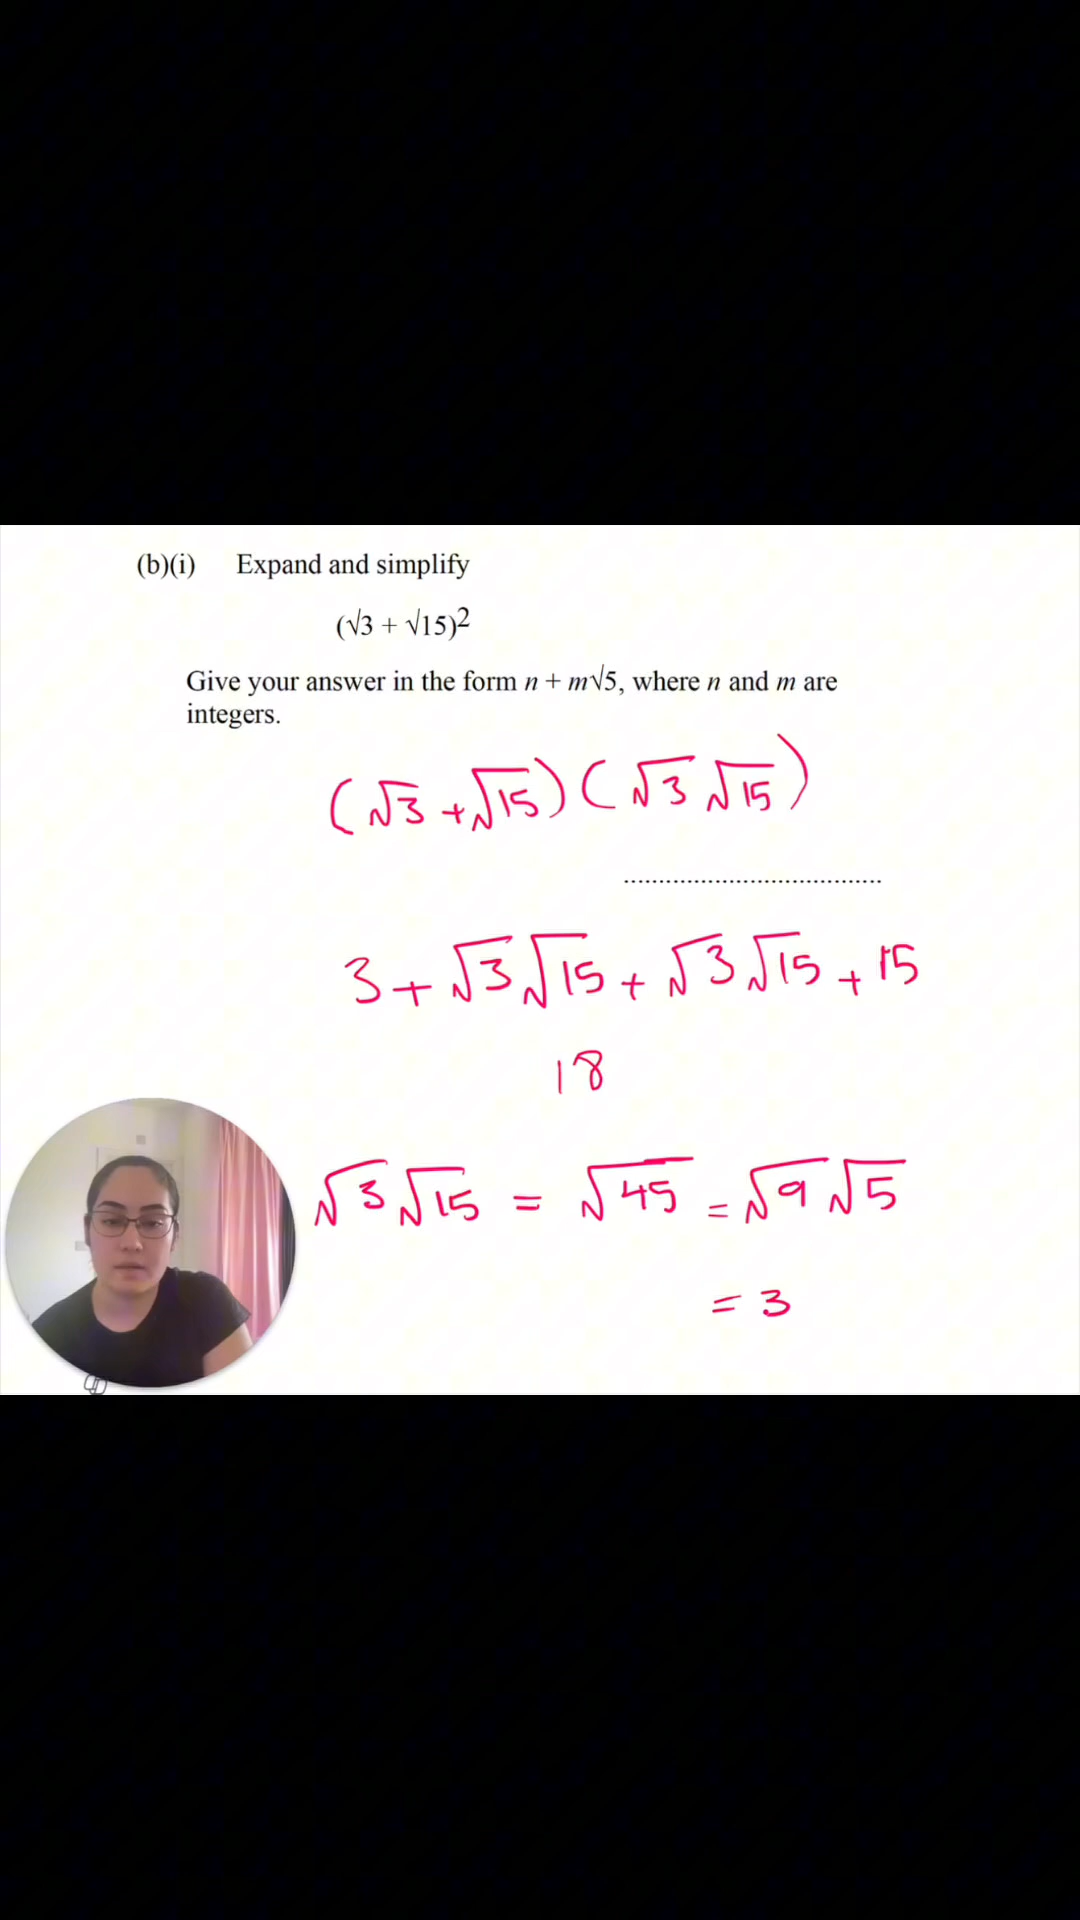 (b)(i) Expand and simplify
(√3 + √15)²
Give your answer in the form n + m√5, where n and m are
integers.
(√3 + √15)(√3 √15)
....................................
3 + √3√15 + √3√15 + 15
18
√3√15 = √45 = √9√5
= 3